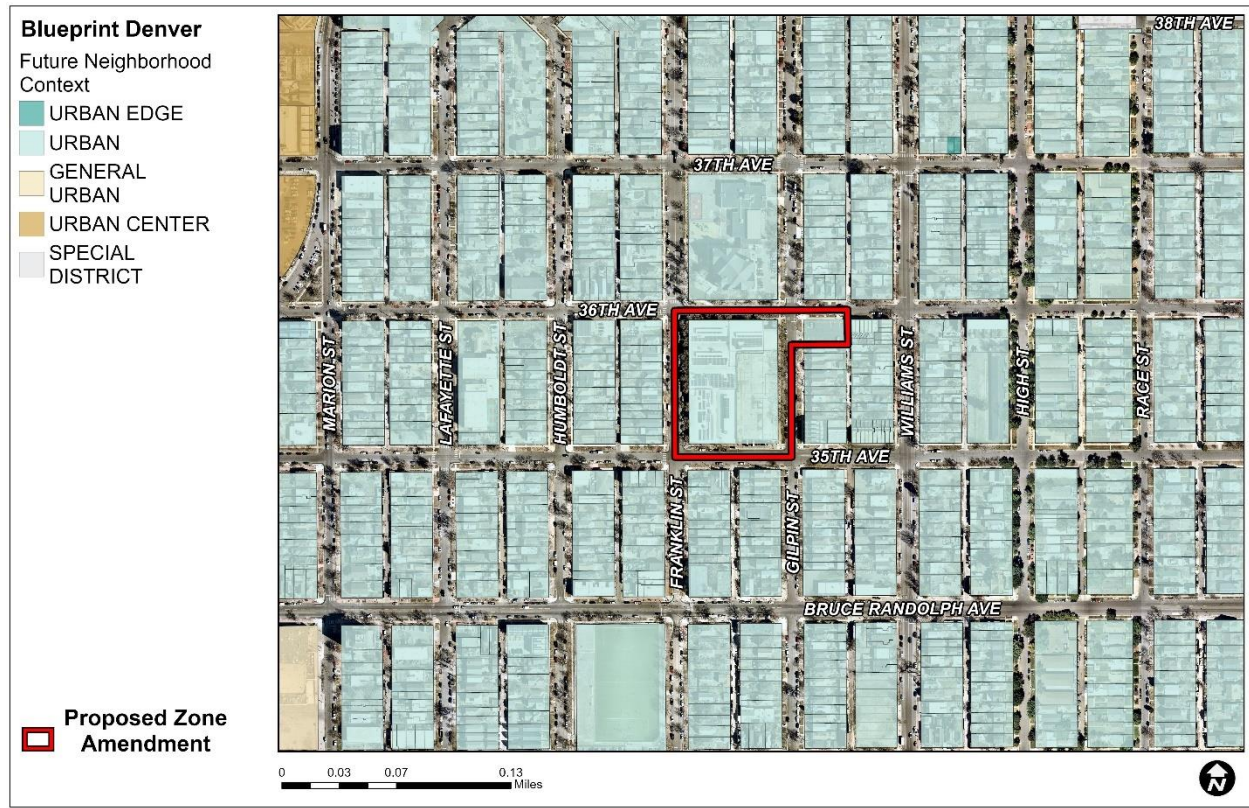 Blueprint Denver
Future Neighborhood
Context
URBAN EDGE
URBAN
GENERAL
URBAN
URBAN CENTER
SPECIAL
DISTRICT
Proposed Zone
Amendment
38TH AVE
37TH AVE
36TH AVE
MARION ST
LAFAYETTE ST
HUMBOLDT ST
WILLIAMS ST
HIGH ST
RACE ST
35TH AVE
FRANKLIN ST
GILPIN ST
BRUCE RANDOLPH AVE
0 0.03 0.07 0.13
Miles
N